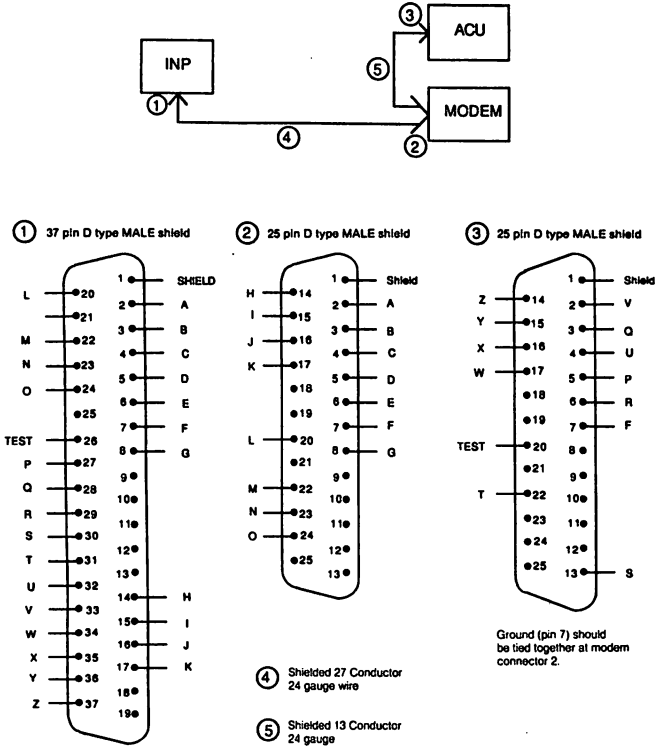 3
ACU
INP
5
1
MODEM
4
2
1 37 pin D type MALE shield
1 SHIELD
L 20
2 A
21
3 B
M 22
4 C
N 23
5 D
O 24
6 E
25
7 F
TEST 26
8 G
P 27
9
Q 28
10
R 29
11
S 30
12
T 31
13
U 32
14 H
V 33
15 I
W 34
16 J
X 35
17 K
Y 36
18
Z 37
19
2 25 pin D type MALE shield
1 Shield
H 14
2 A
I 15
3 B
J 16
4 C
K 17
5 D
18
6 E
19
7 F
L 20
8 G
21
9
M 22
10
N 23
11
O 24
12
25
13
3 25 pin D type MALE shield
1 Shield
Z 14
2 V
Y 15
3 Q
X 16
4 U
W 17
5 P
18
6 R
19
7 F
TEST 20
8
21
9
T 22
10
23
11
24
12
25
13 S
Ground (pin 7) should
be tied together at modem
connector 2.
4 Shielded 27 Conductor
24 gauge wire
5 Shielded 13 Conductor
24 gauge